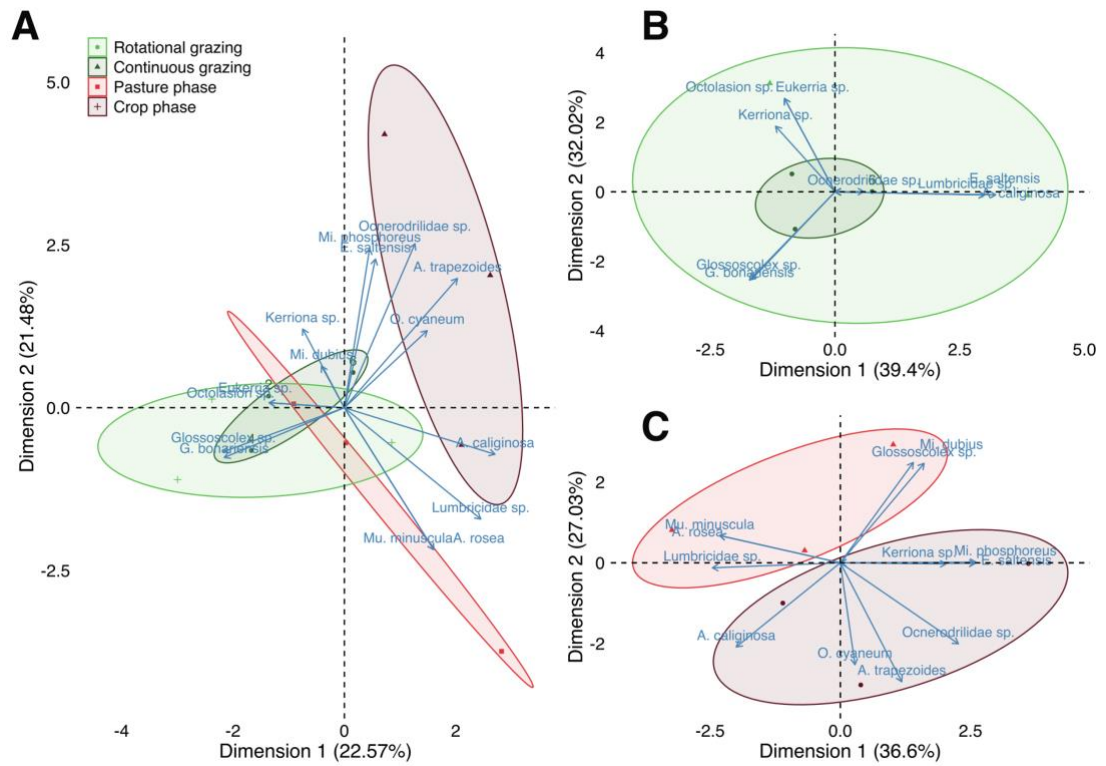 A
Rotational grazing
Continuous grazing
Pasture phase
Crop phase
5.0
2.5
0.0
-2.5
Dimension 2 (21.48%)
Ocnerodrilidae sp.
Mi. phosphoreus
E. saltensis
A. trapezoides
O. cyaneum
Kerriona sp.
Mi. dubius
6
2
Eukerria sp.
Octolasion sp.
4
Glossoscolex sp.
G. bonariensis
A. caliginosa
Lumbricidae sp.
Mu. minuscula
A. rosea
-4
-2
0
2
Dimension 1 (22.57%)
B
4
2
0
-2
-4
Dimension 2 (32.02%)
Octolasion sp.
Eukerria sp.
Kerriona sp.
Ocnerodrilidae sp.
6
Lumbricidae sp.
E. saltensis
A. caliginosa
Glossoscolex sp.
G. bonariensis
-2.5
0.0
2.5
5.0
Dimension 1 (39.4%)
C
2
0
-2
Dimension 2 (27.03%)
Mi. dubius
Glossoscolex sp.
Mu. minuscula
A. rosea
Lumbricidae sp.
Kerriona sp.
Mi. phosphoreus
E. saltensis
A. caliginosa
O. cyaneum
Ocnerodrilidae sp.
A. trapezoides
-2.5
0.0
2.5
Dimension 1 (36.6%)